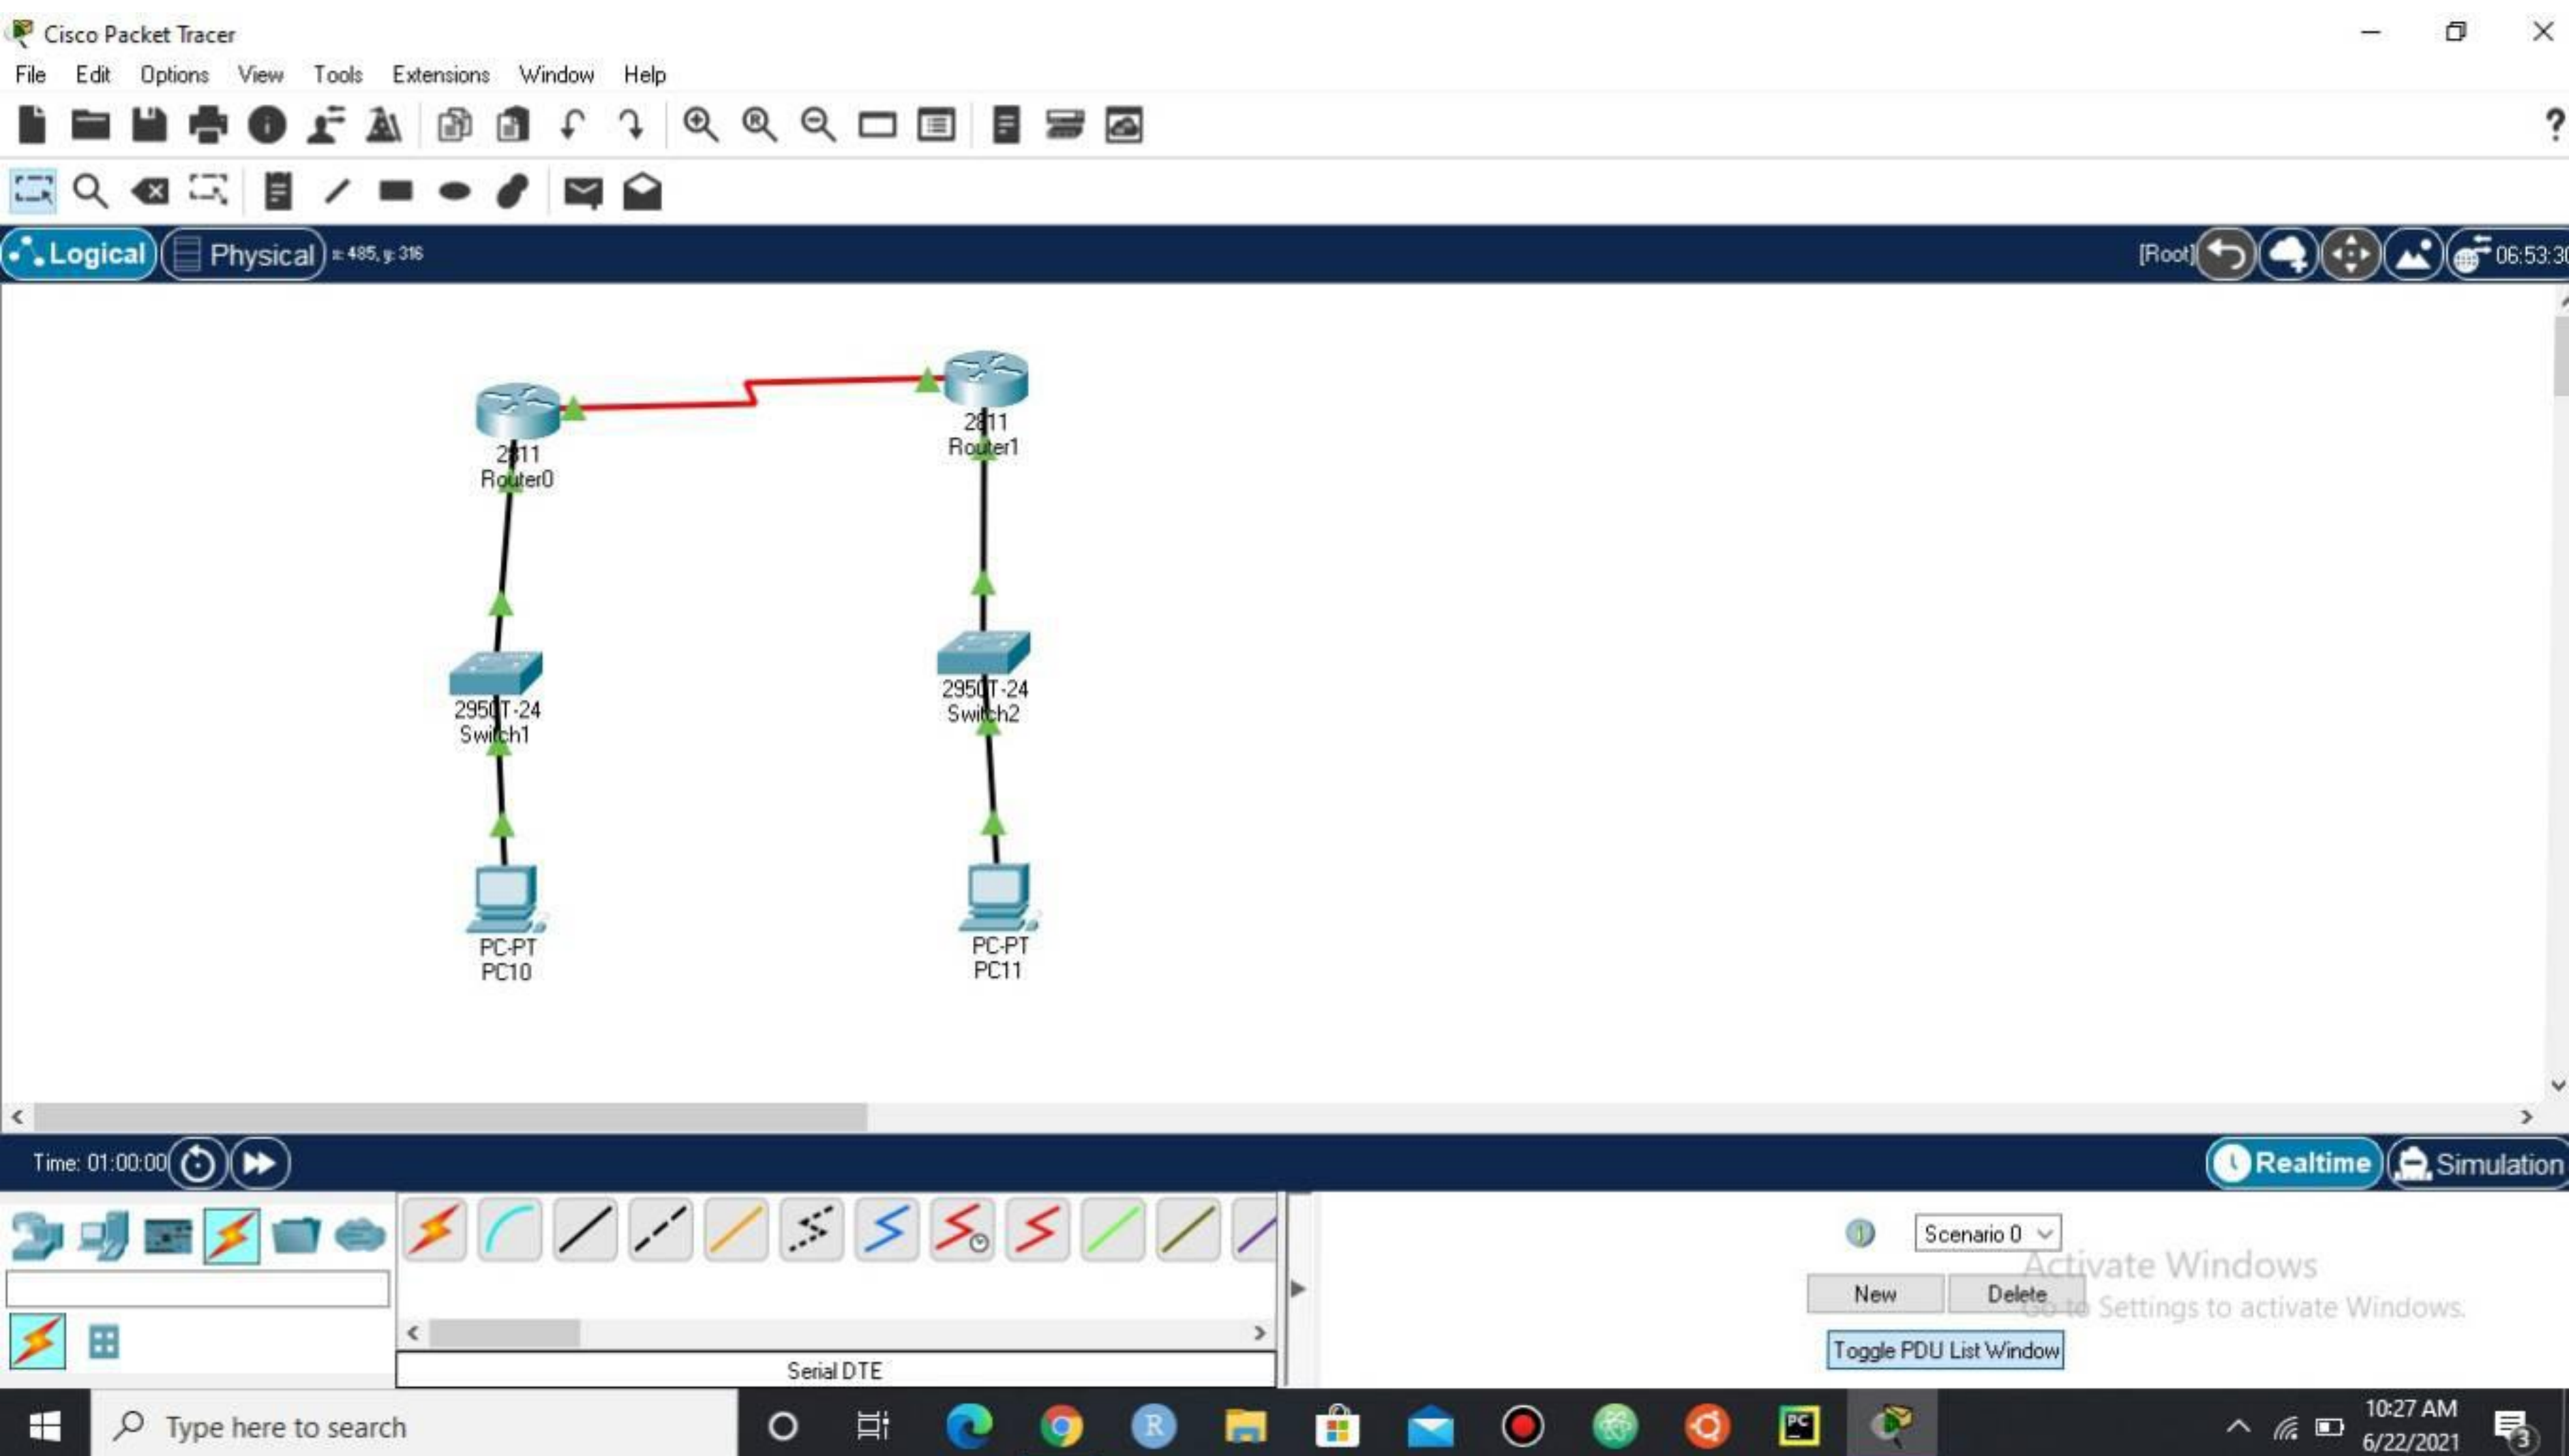 Cisco Packet Tracer
File Edit Options View Tools Extensions Window Help
Logical Physical x: 485, y: 316 [Root] 06:53:30
2811
Router0
2811
Router1
2950T-24
Switch1
2950T-24
Switch2
PC-PT
PC10
PC-PT
PC11
Time: 01:00:00 Realtime Simulation
Scenario 0
Activate Windows
New Delete
Go to Settings to activate Windows.
Toggle PDU List Window
Serial DTE
Type here to search
10:27 AM
6/22/2021
3